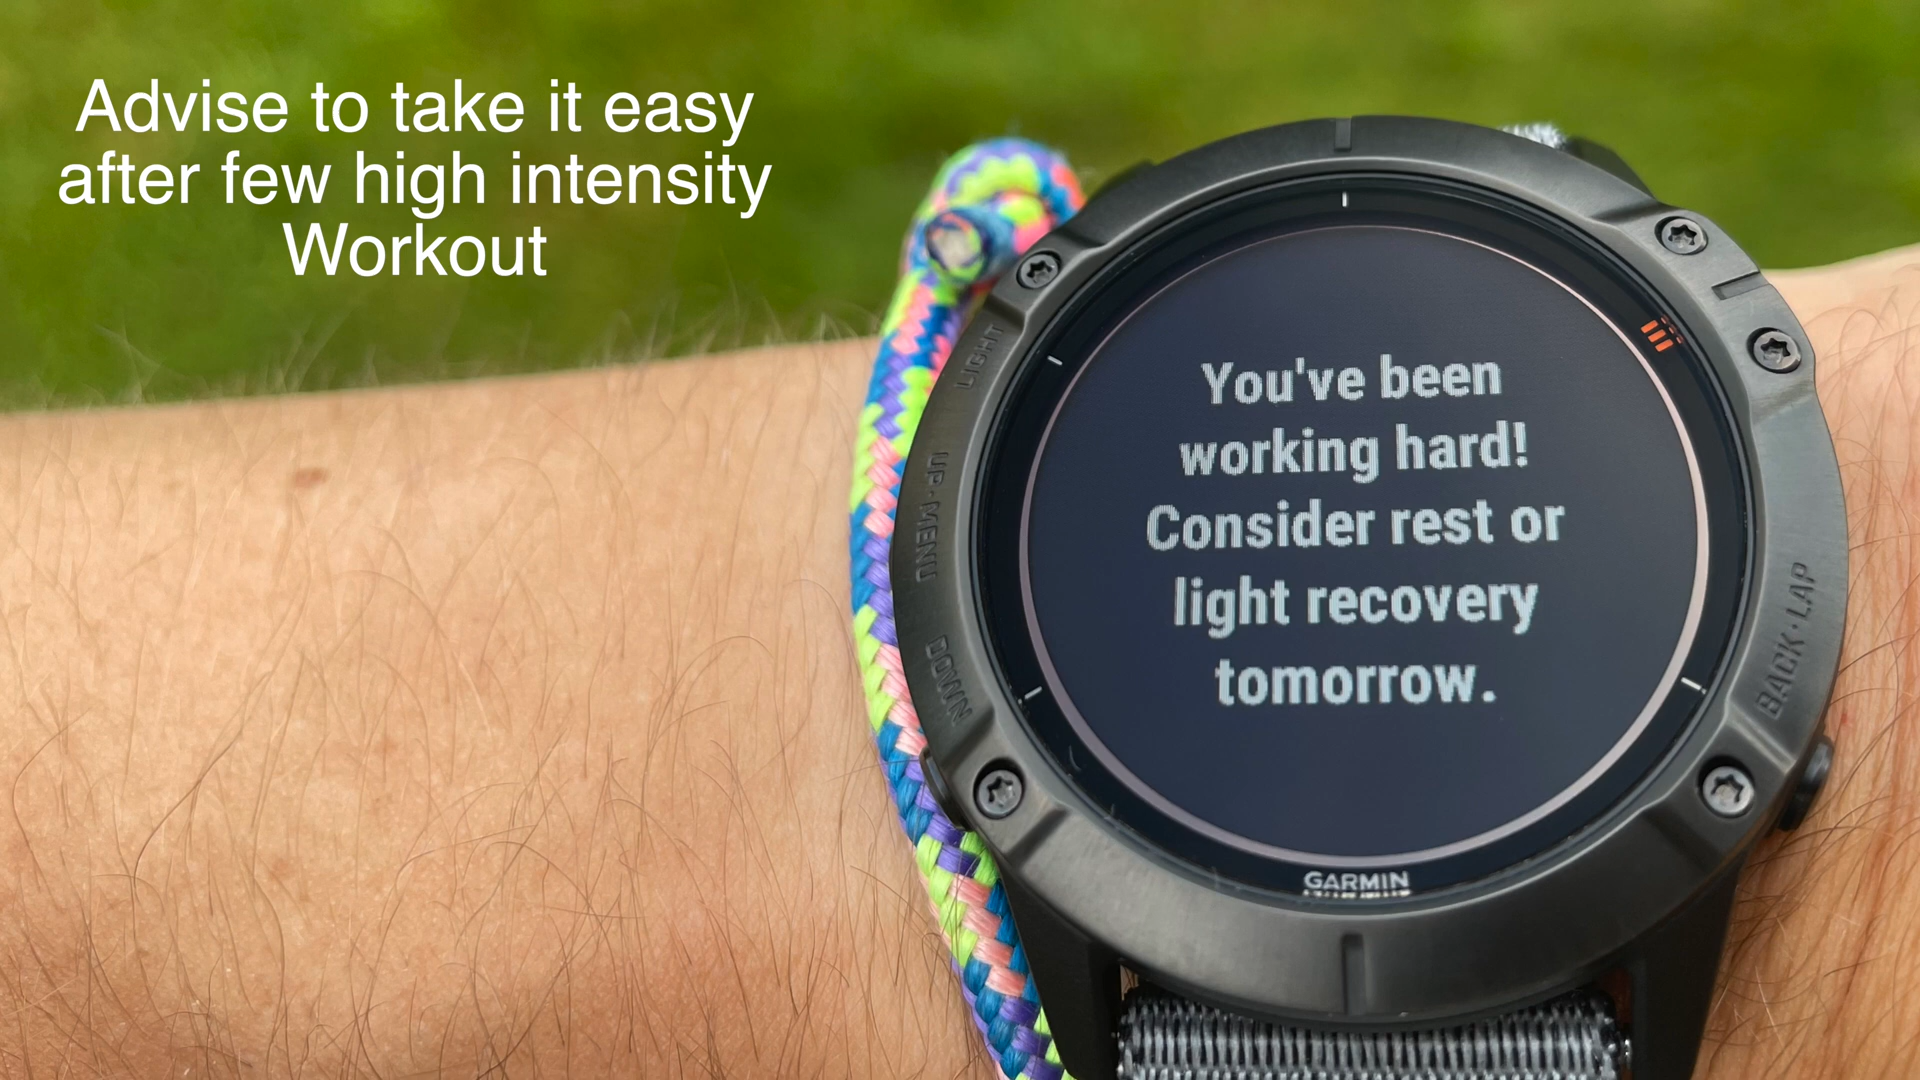 Advise to take it easy
after few high intensity
Workout
LIGHT
UP·MENU
DOWN
You've been
working hard!
Consider rest or
light recovery
tomorrow.
BACK·LAP
GARMIN